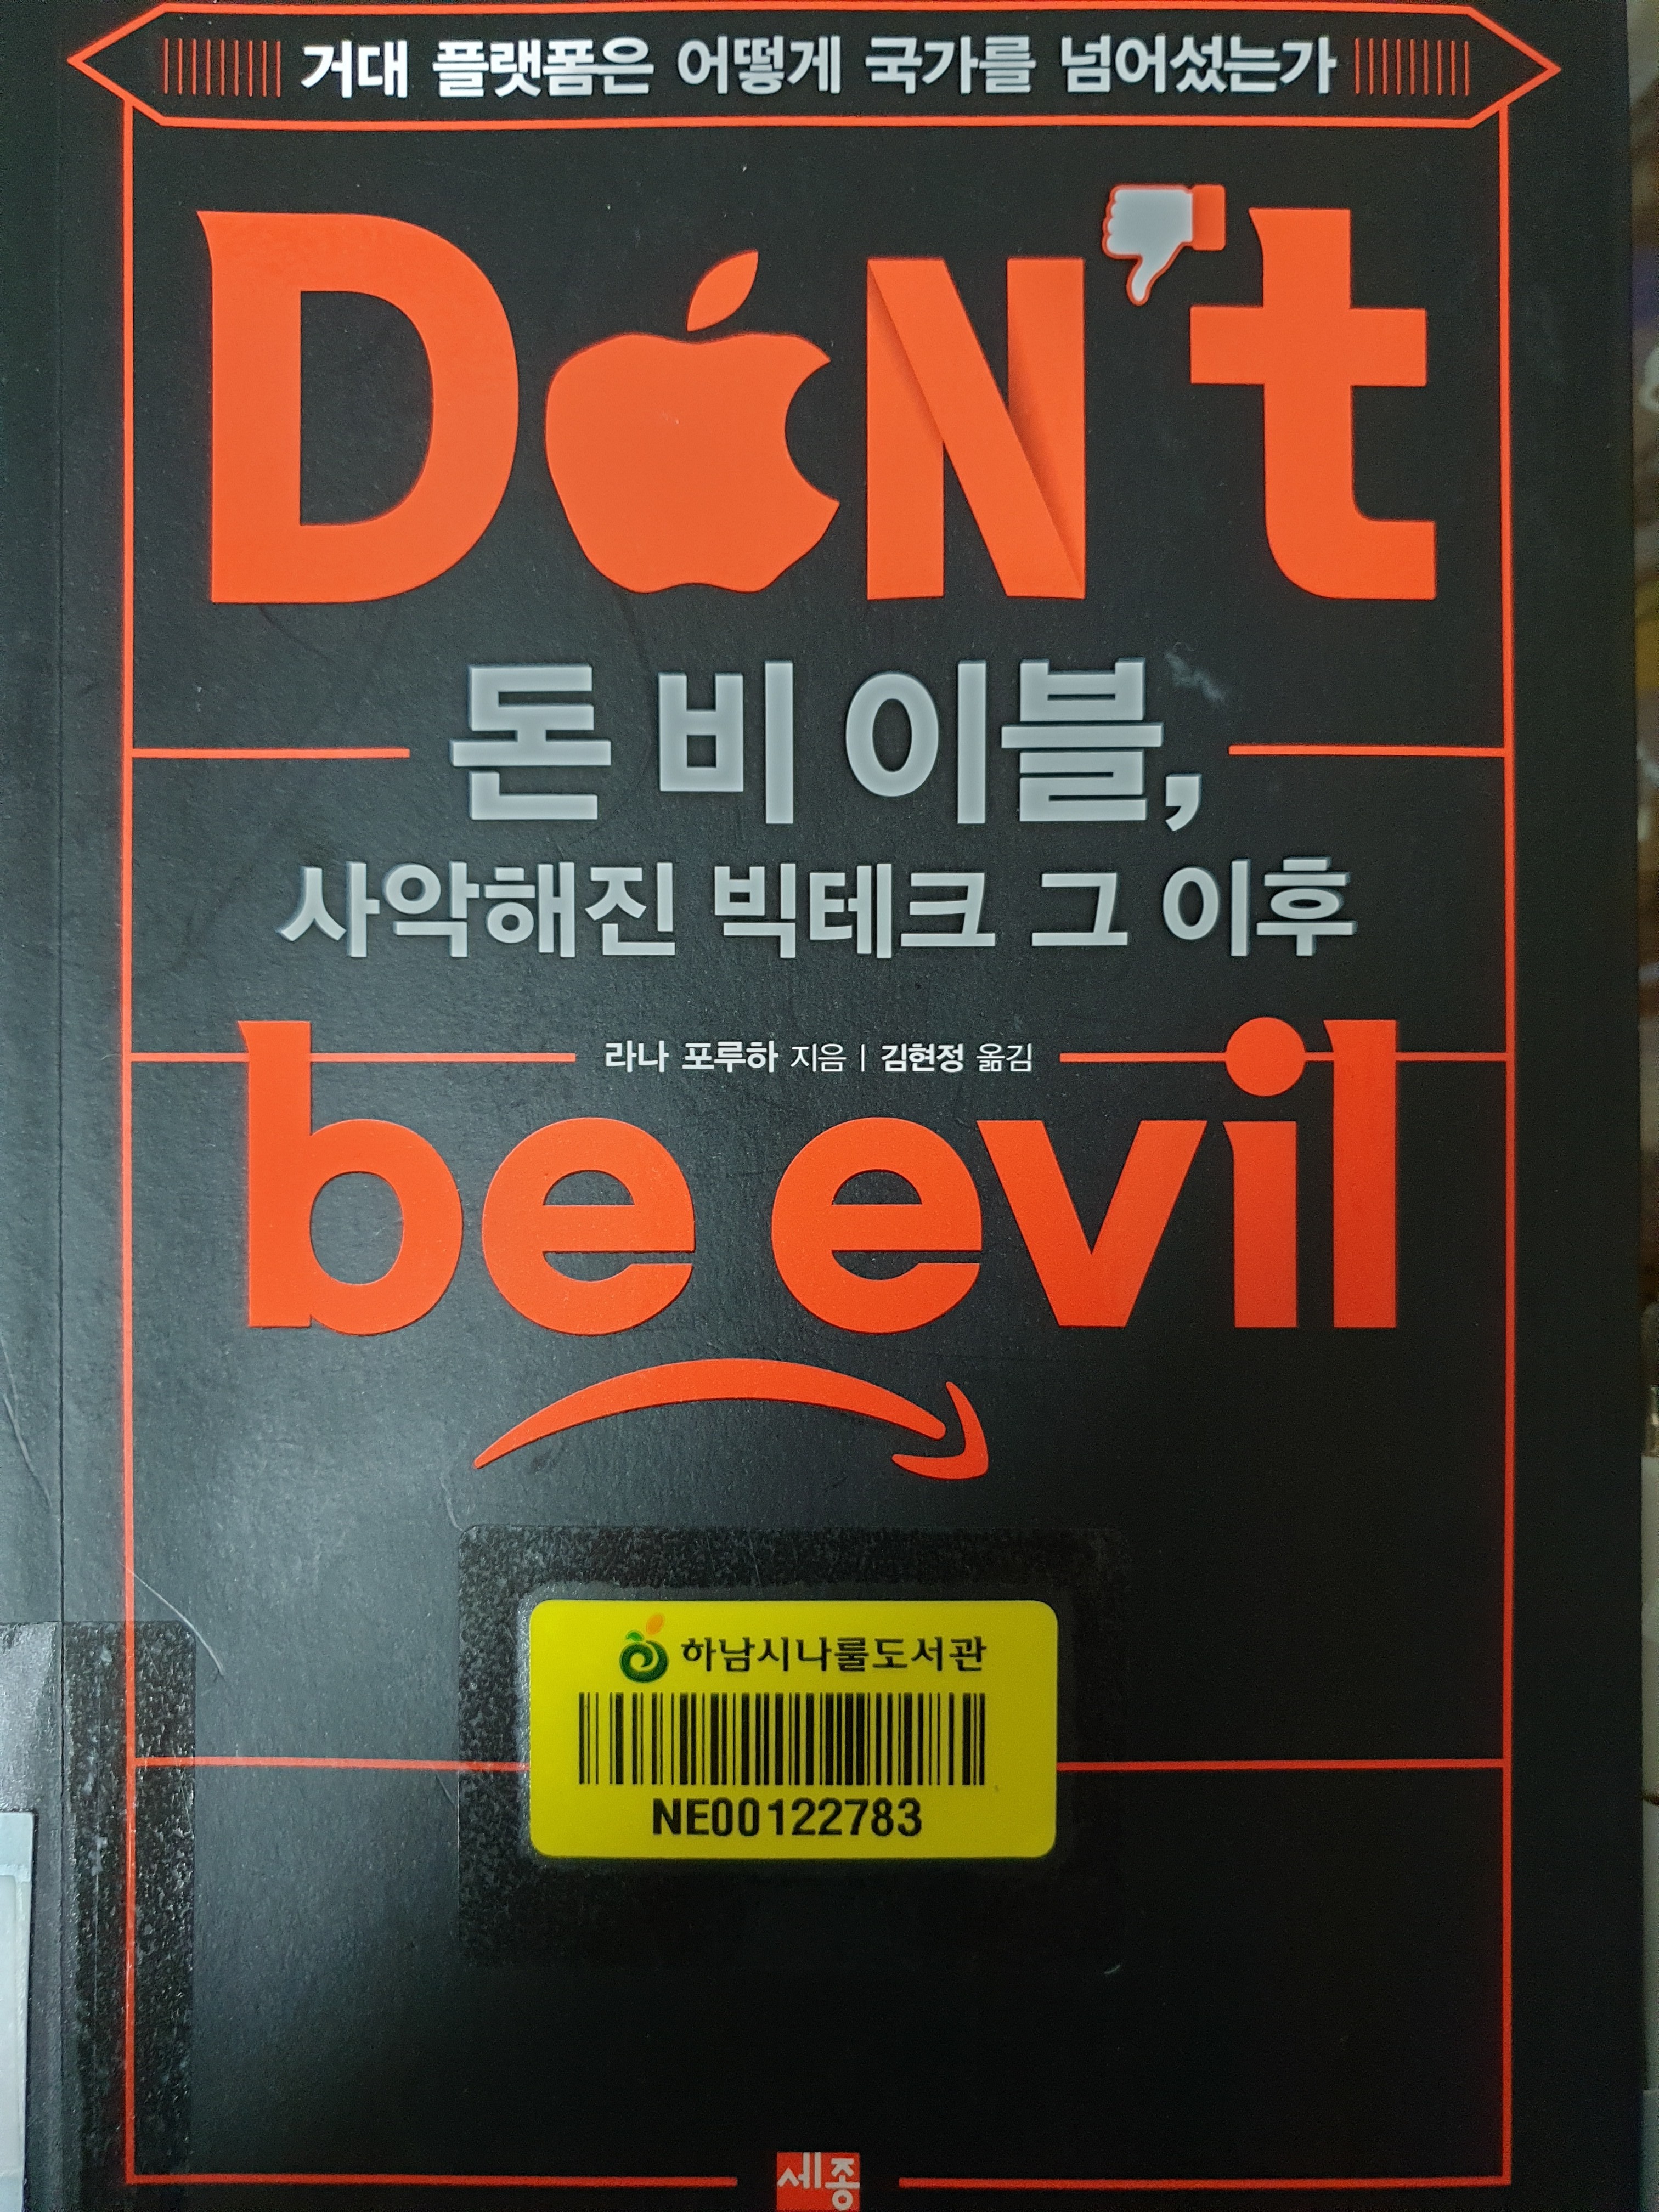 거대 플랫폼은 어떻게 국가를 넘어섰는가
DON't
돈 비 이블,
사악해진 빅테크 그 이후
라나 포루하 지음 | 김현정 옮김
be evil
하남시나룰도서관
NE00122783
세종